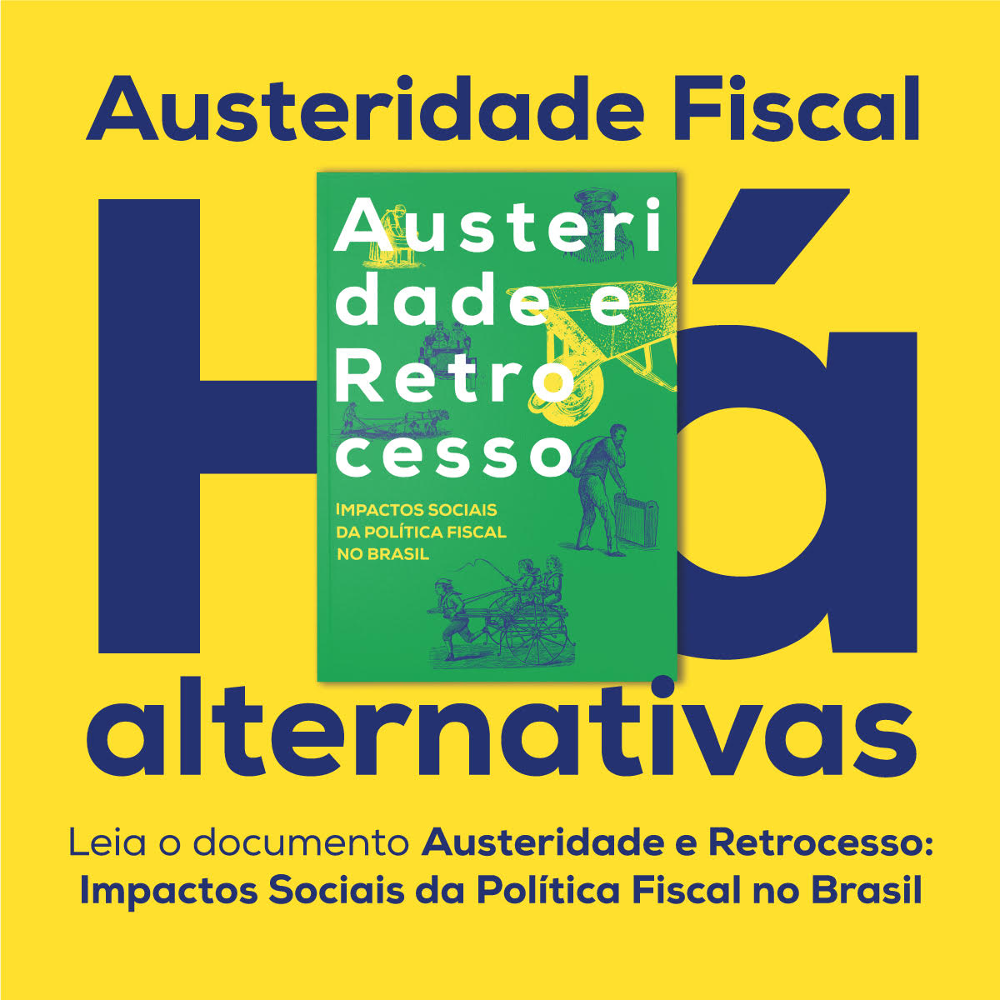 Austeridade Fiscal
Há
Austeri
dade e
Retro
cesso
IMPACTOS SOCIAIS
DA POLÍTICA FISCAL
NO BRASIL
alternativas
Leia o documento Austeridade e Retrocesso:
Impactos Sociais da Política Fiscal no Brasil